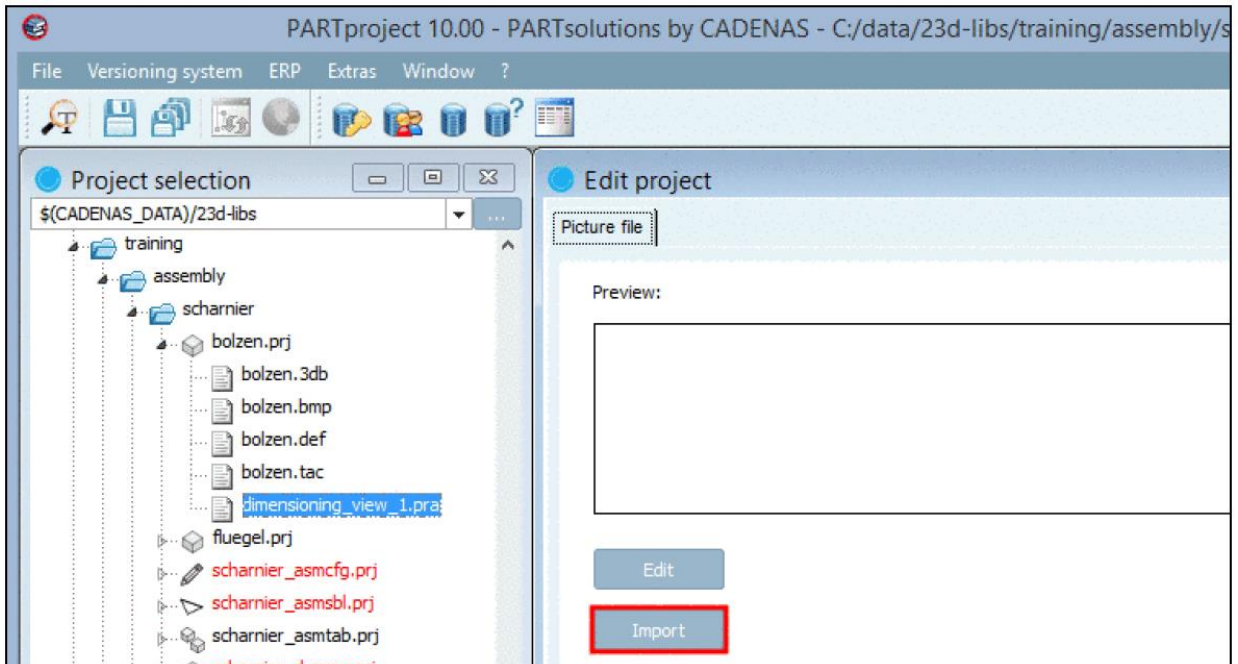 PARTproject 10.00 - PARTsolutions by CADENAS - C:/data/23d-libs/training/assembly/s
File Versioning system ERP Extras Window ?
Project selection
$(CADENAS_DATA)/23d-libs
...
training
assembly
scharnier
bolzen.prj
bolzen.3db
bolzen.bmp
bolzen.def
bolzen.tac
dimensioning_view_1.pra
fluegel.prj
scharnier_asmcfg.prj
scharnier_asmsbl.prj
scharnier_asmtab.prj
Edit project
Picture file
Preview:
Edit
Import